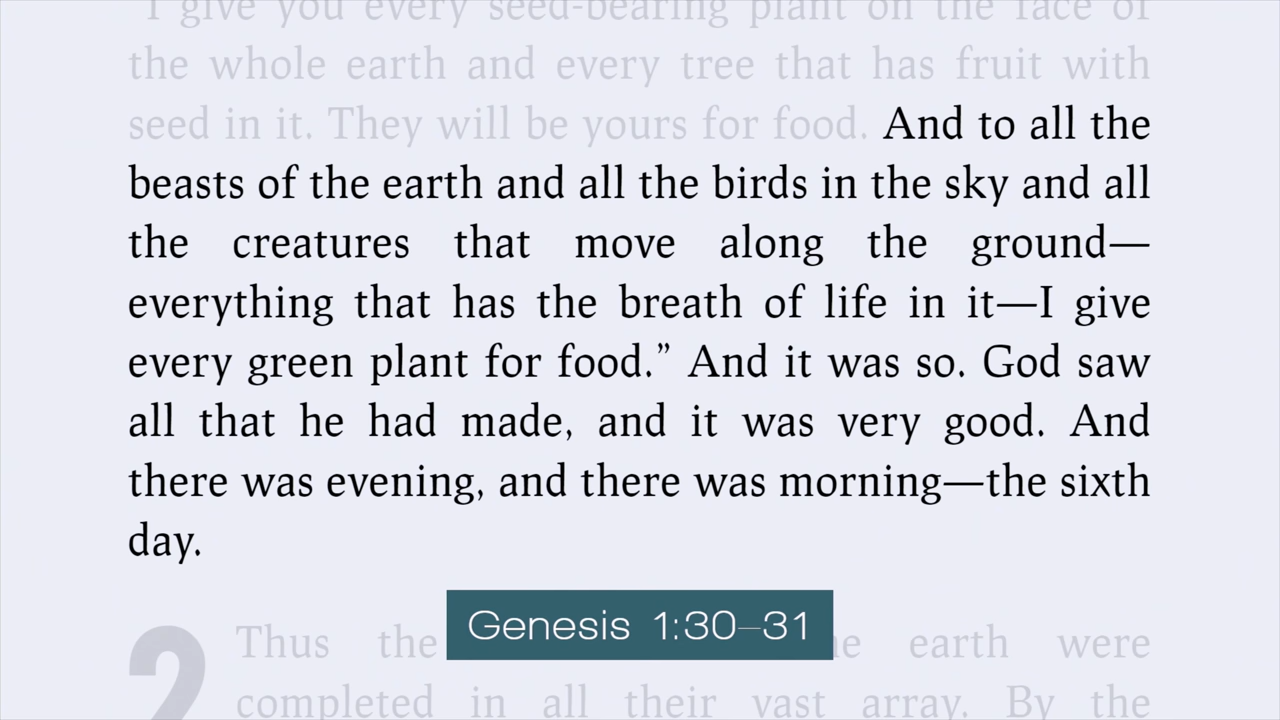 "I give you every seed-bearing plant on the face of
the whole earth and every tree that has fruit with
seed in it. They will be yours for food. And to all the
beasts of the earth and all the birds in the sky and all
the creatures that move along the ground—
everything that has the breath of life in it—I give
every green plant for food.” And it was so. God saw
all that he had made, and it was very good. And
there was evening, and there was morning—the sixth
day.
Genesis 1:30–31
2 Thus the earth were
completed in all their vast array. By the